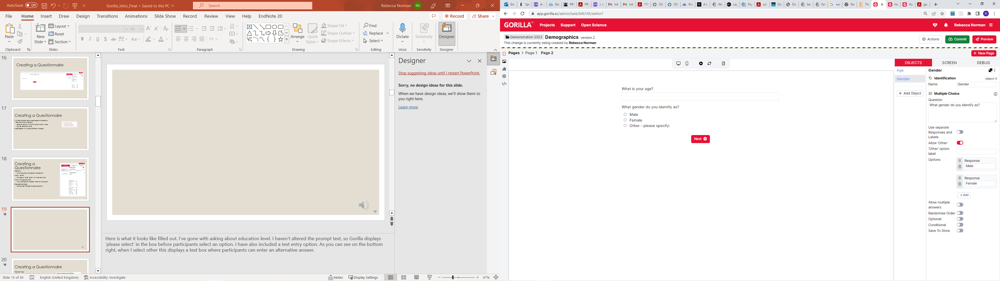 AutoSave Off Gorilla_Intro_Final • Saved to this PC Search Rebecca Norman RN
File Home Insert Draw Design Transitions Animations Slide Show Record Review View Help EndNote 20 Record Share
Paste
Clipboard
New Slide
Layout
Reset
Section
Slides
16
B I U S ab AV Aa A
Font
Paragraph
Arrange
Quick Styles
Shape Fill
Shape Outline
Shape Effects
Drawing
Find
Replace
Select
Editing
Dictate
Voice
Sensitivity
Sensitivity
Designer
Designer
16
Creating a Questionnaire
17
Creating a Questionnaire
18
Creating a
Questionnaire
19
20
Creating a Questionnaire
19
Here is what it looks like filled out. I've gone with asking about education level. I haven't altered the prompt text, so Gorilla displays
'please select' in the box before participants select an option. I have also included a text entry option. As you can see on the bottom
right, when I select other this displays a text box where participants can enter an alternative answer.
Designer
Stop suggesting ideas until I restart PowerPoint.
Sorry, no design ideas for this slide.
When we have design ideas, we'll show them to
you right here.
Learn more
Slide 19 of 84 English (United Kingdom) Accessibility: Investigate Notes Display Settings 67%
app.gorilla.sc/admin/task/646145/editor?
GORILLA™ Projects Support Open Science Rebecca Norman
Demonstration 2023 Demographics version 2
This change is currently being created by Rebecca Norman
Actions Commit Preview
Pages > Page 1 Page 2
+ New Page
OBJECTS SCREEN DEBUG
What is your age?
What gender do you identify as?
Male
Female
Other - please specify:
Next
Age
Gender
+ Add Object
Gender
Identification object-5
Name Gender
Multiple Choice
Question
What gender do you identify as?
Use separate
Responses and
Labels
Allow 'Other'
'Other' option
label
Options
Response
Male
Response
Female
+Add
Allow multiple
answers
Randomise Order
Optional
Conditional
Save To Store